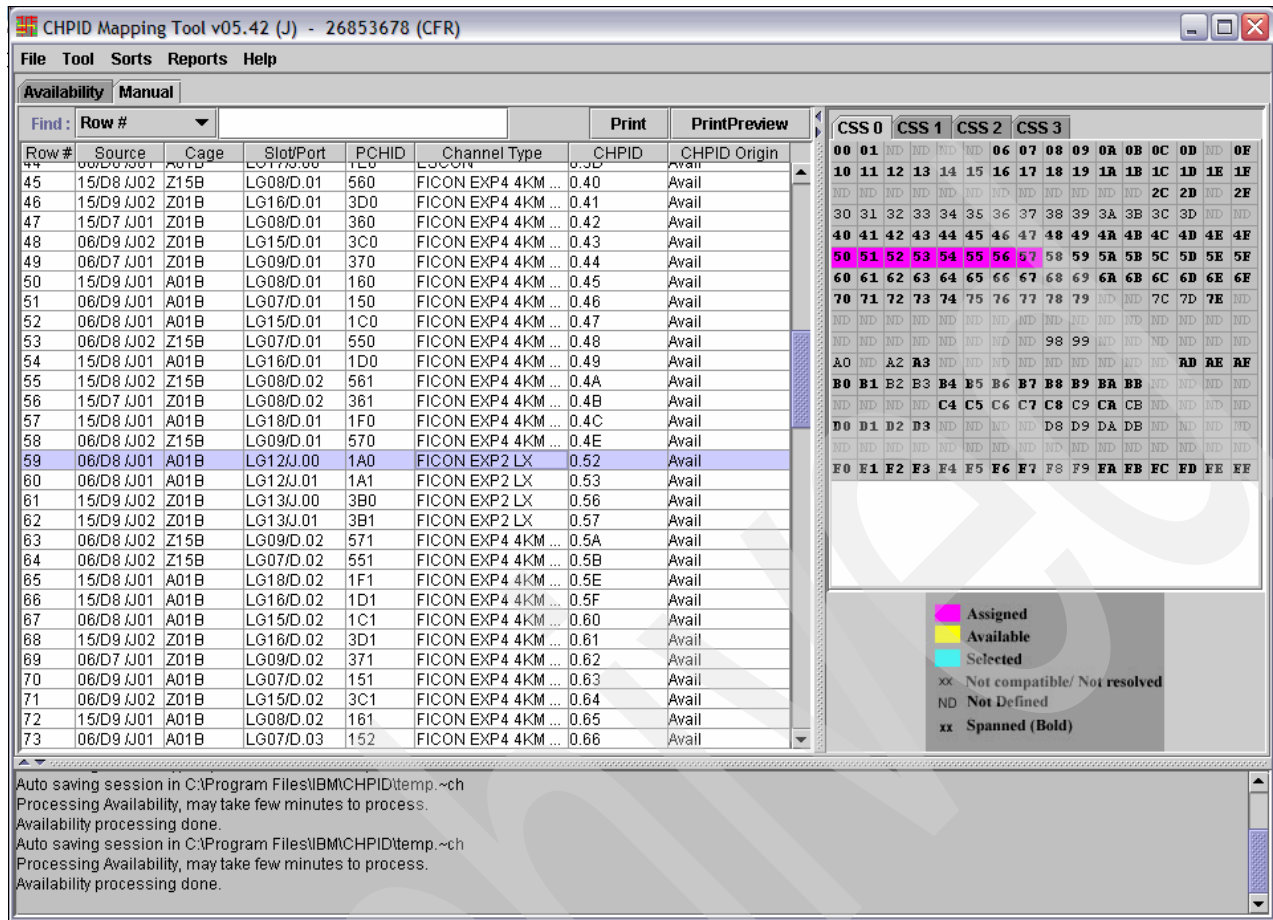 CHPID Mapping Tool v05.42 (J) - 26853678 (CFR)
File Tool Sorts Reports Help
Availability Manual
Find : Row # Print PrintPreview
Row # Source Cage Slot/Port PCHID Channel Type CHPID CHPID Origin
45 15/D8 /J02 Z15B LG08/D.01 560 FICON EXP4 4KM ... 0.40 Avail
46 15/D9 /J02 Z01B LG16/D.01 3D0 FICON EXP4 4KM ... 0.41 Avail
47 15/D7 /J01 Z01B LG08/D.01 360 FICON EXP4 4KM ... 0.42 Avail
48 06/D9 /J02 Z01B LG15/D.01 3C0 FICON EXP4 4KM ... 0.43 Avail
49 06/D7 /J01 Z01B LG09/D.01 370 FICON EXP4 4KM ... 0.44 Avail
50 15/D9 /J01 A01B LG08/D.01 160 FICON EXP4 4KM ... 0.45 Avail
51 06/D9 /J01 A01B LG07/D.01 150 FICON EXP4 4KM ... 0.46 Avail
52 06/D8 /J01 A01B LG15/D.01 1C0 FICON EXP4 4KM ... 0.47 Avail
53 06/D8 /J02 Z15B LG07/D.01 550 FICON EXP4 4KM ... 0.48 Avail
54 15/D8 /J01 A01B LG16/D.01 1D0 FICON EXP4 4KM ... 0.49 Avail
55 15/D8 /J02 Z15B LG08/D.02 561 FICON EXP4 4KM ... 0.4A Avail
56 15/D7 /J01 Z01B LG08/D.02 361 FICON EXP4 4KM ... 0.4B Avail
57 15/D8 /J01 A01B LG18/D.01 1F0 FICON EXP4 4KM ... 0.4C Avail
58 06/D8 /J02 Z15B LG09/D.01 570 FICON EXP4 4KM ... 0.4E Avail
59 06/D8 /J01 A01B LG12/J.00 1A0 FICON EXP2 LX 0.52 Avail
60 06/D8 /J01 A01B LG12/J.01 1A1 FICON EXP2 LX 0.53 Avail
61 15/D9 /J02 Z01B LG13/J.00 3B0 FICON EXP2 LX 0.56 Avail
62 15/D9 /J02 Z01B LG13/J.01 3B1 FICON EXP2 LX 0.57 Avail
63 06/D8 /J02 Z15B LG09/D.02 571 FICON EXP4 4KM ... 0.5A Avail
64 06/D8 /J02 Z15B LG07/D.02 551 FICON EXP4 4KM ... 0.5B Avail
65 15/D8 /J01 A01B LG18/D.02 1F1 FICON EXP4 4KM ... 0.5E Avail
66 15/D8 /J01 A01B LG16/D.02 1D1 FICON EXP4 4KM ... 0.5F Avail
67 06/D8 /J01 A01B LG15/D.02 1C1 FICON EXP4 4KM ... 0.60 Avail
68 15/D9 /J02 Z01B LG16/D.02 3D1 FICON EXP4 4KM ... 0.61 Avail
69 06/D7 /J01 Z01B LG09/D.02 371 FICON EXP4 4KM ... 0.62 Avail
70 06/D9 /J01 A01B LG07/D.02 151 FICON EXP4 4KM ... 0.63 Avail
71 06/D9 /J02 Z01B LG15/D.02 3C1 FICON EXP4 4KM ... 0.64 Avail
72 15/D9 /J01 A01B LG08/D.02 161 FICON EXP4 4KM ... 0.65 Avail
73 06/D9 /J01 A01B LG07/D.03 152 FICON EXP4 4KM ... 0.66 Avail
CSS 0 CSS 1 CSS 2 CSS 3
00 01 ND ND ND ND 06 07 08 09 0A 0B 0C 0D ND 0F
10 11 12 13 14 15 16 17 18 19 1A 1B 1C 1D 1E 1F
ND ND ND ND ND ND ND ND ND ND ND ND 2C 2D ND 2F
30 31 32 33 34 35 36 37 38 39 3A 3B 3C 3D ND ND
40 41 42 43 44 45 46 47 48 49 4A 4B 4C 4D 4E 4F
50 51 52 53 54 55 56 57 58 59 5A 5B 5C 5D 5E 5F
60 61 62 63 64 65 66 67 68 69 6A 6B 6C 6D 6E 6F
70 71 72 73 74 75 76 77 78 79 ND ND 7C 7D 7E ND
ND ND ND ND ND ND ND ND ND ND ND ND ND ND ND ND
ND ND ND ND ND ND ND ND 98 99 ND ND ND ND ND ND
A0 ND A2 A3 ND ND ND ND ND ND ND ND ND AD AE AF
B0 B1 B2 B3 B4 B5 B6 B7 B8 B9 BA BB ND ND ND ND
ND ND ND ND C4 C5 C6 C7 C8 C9 CA CB ND ND ND ND
D0 D1 D2 D3 ND ND ND ND D8 D9 DA DB ND ND ND ND
ND ND ND ND ND ND ND ND ND ND ND ND ND ND ND ND
F0 F1 F2 F3 F4 F5 F6 F7 F8 F9 FA FB FC FD FE FF
Assigned
Available
Selected
xx Not compatible/ Not resolved
ND Not Defined
xx Spanned (Bold)
Auto saving session in C:\Program Files\IBM\CHPID\temp.~ch
Processing Availability, may take few minutes to process.
Availability processing done.
Auto saving session in C:\Program Files\IBM\CHPID\temp.~ch
Processing Availability, may take few minutes to process.
Availability processing done.